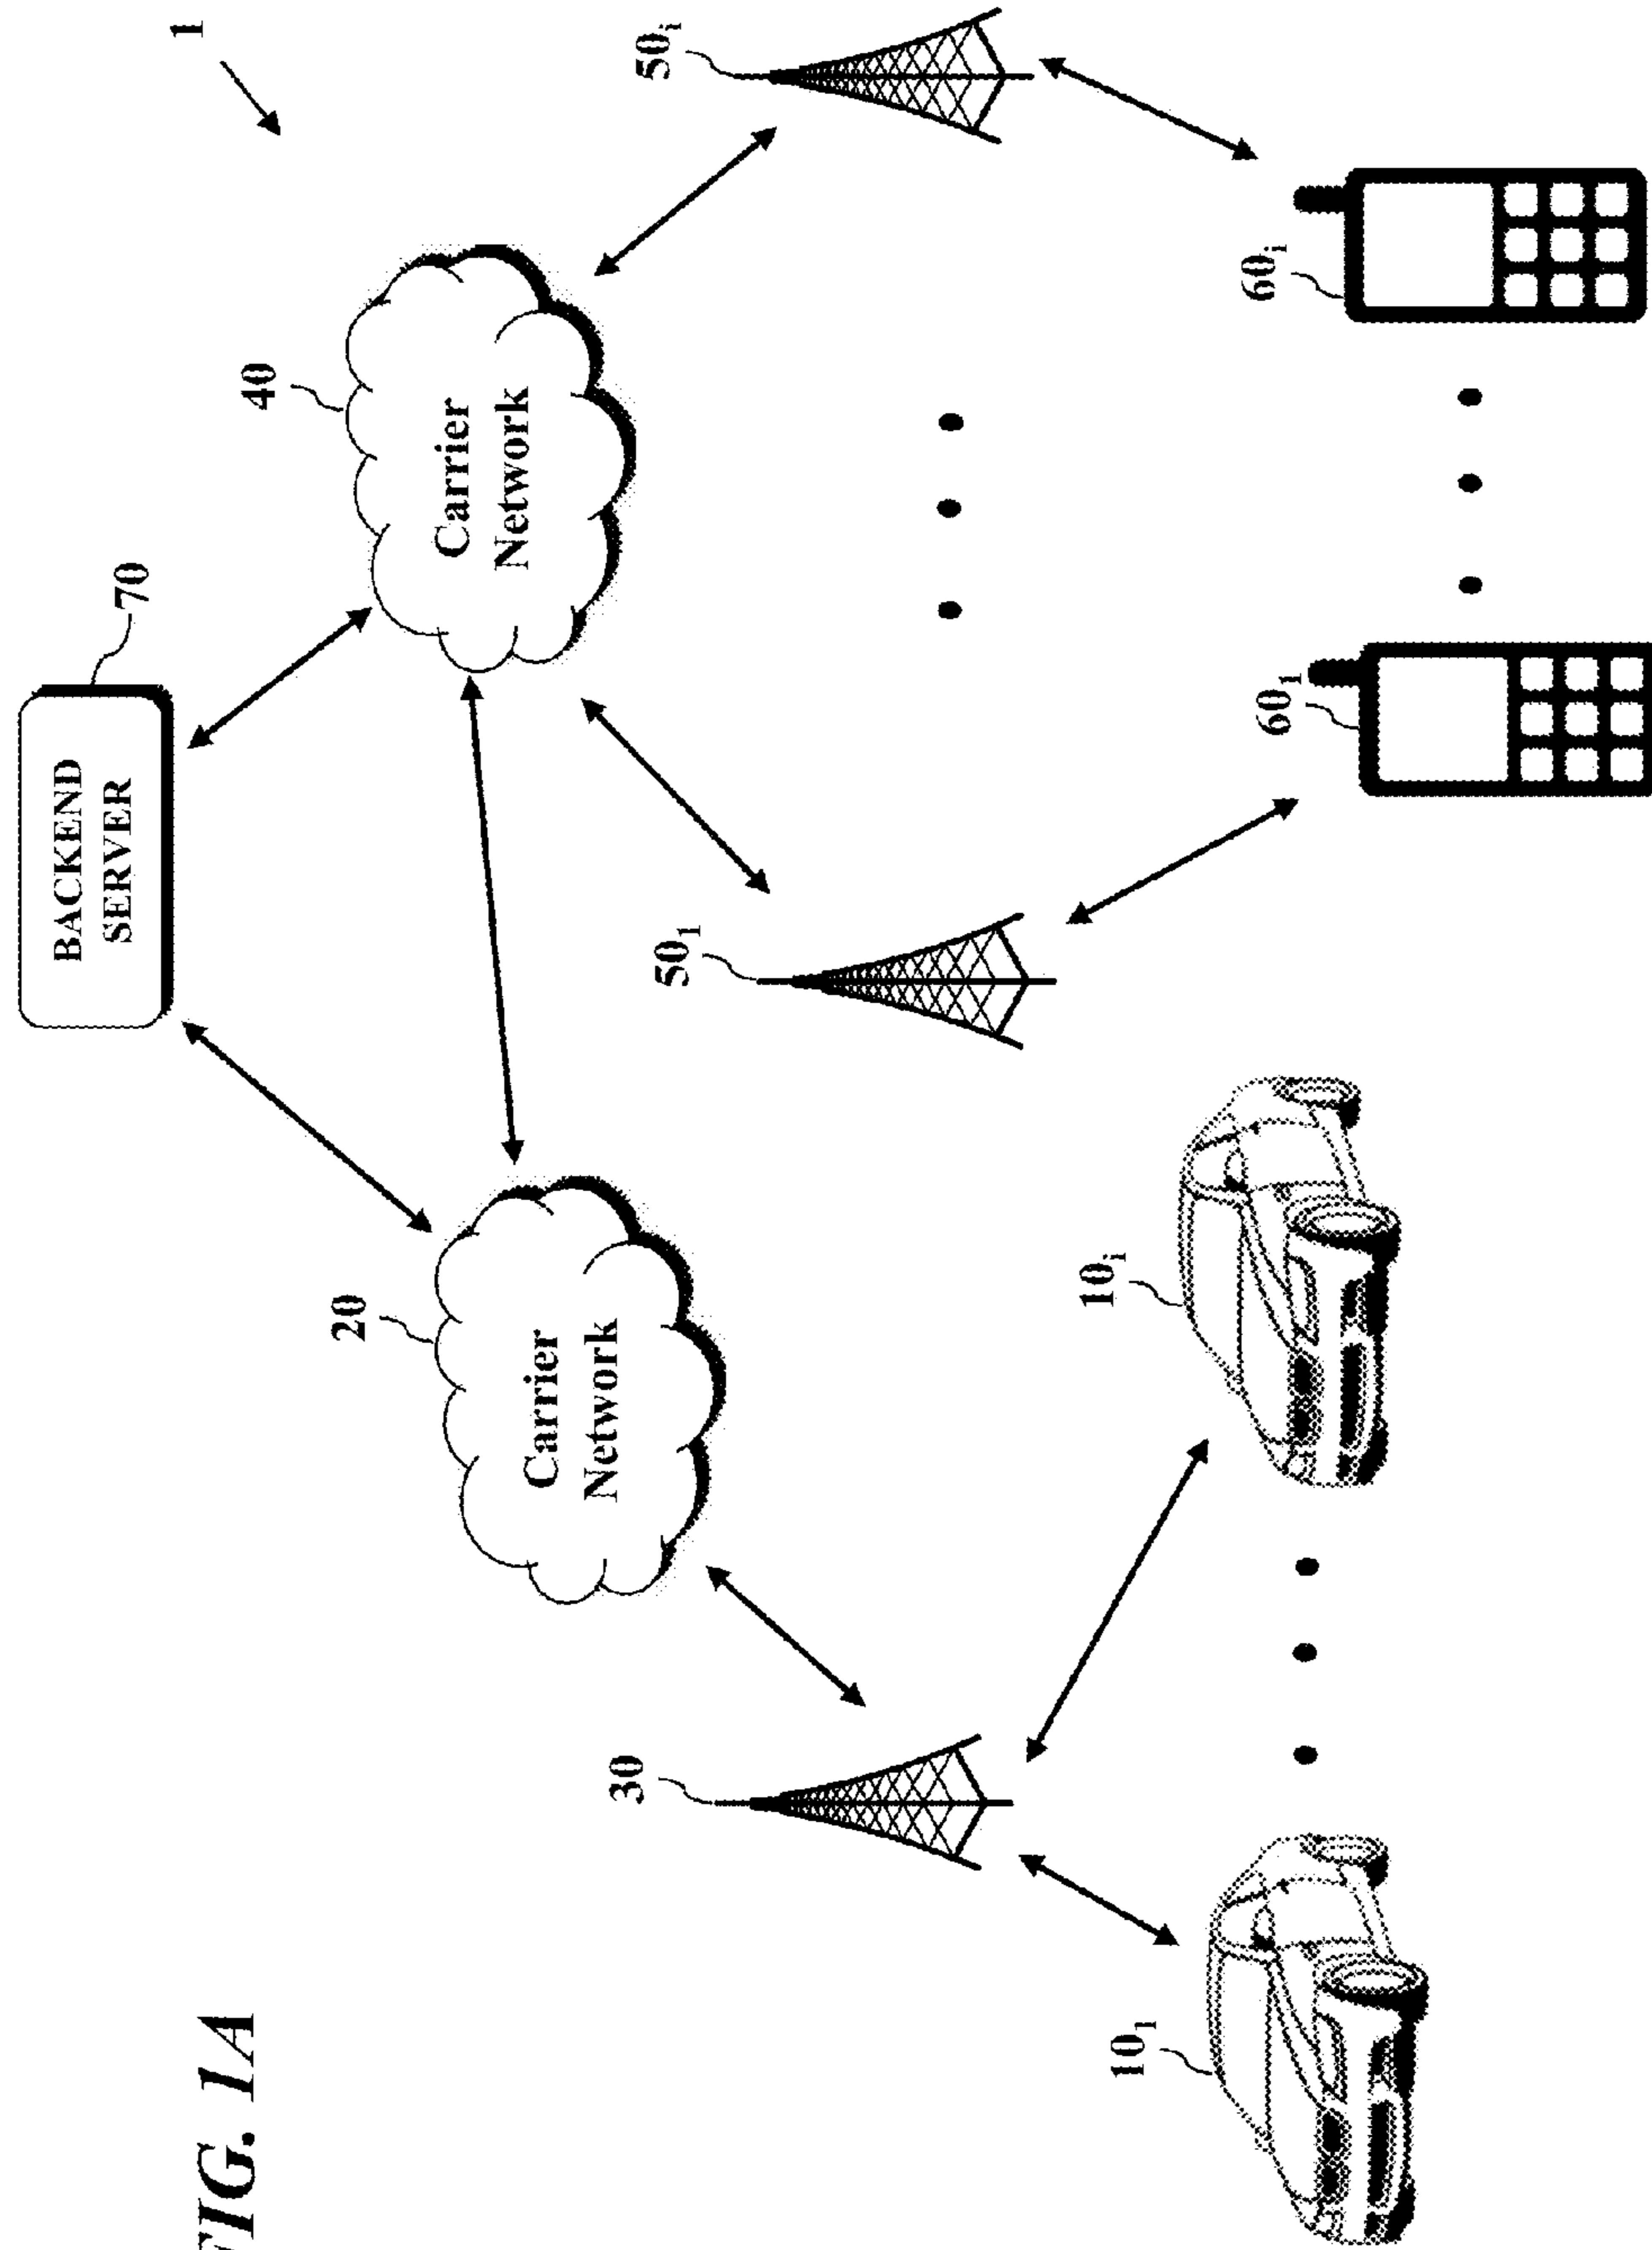 FIG. 1A
1
BACKEND
SERVER
70
20
Carrier
Network
40
Carrier
Network
30
50₁
50ᵢ
10₁
10ᵢ
60₁
60ᵢ